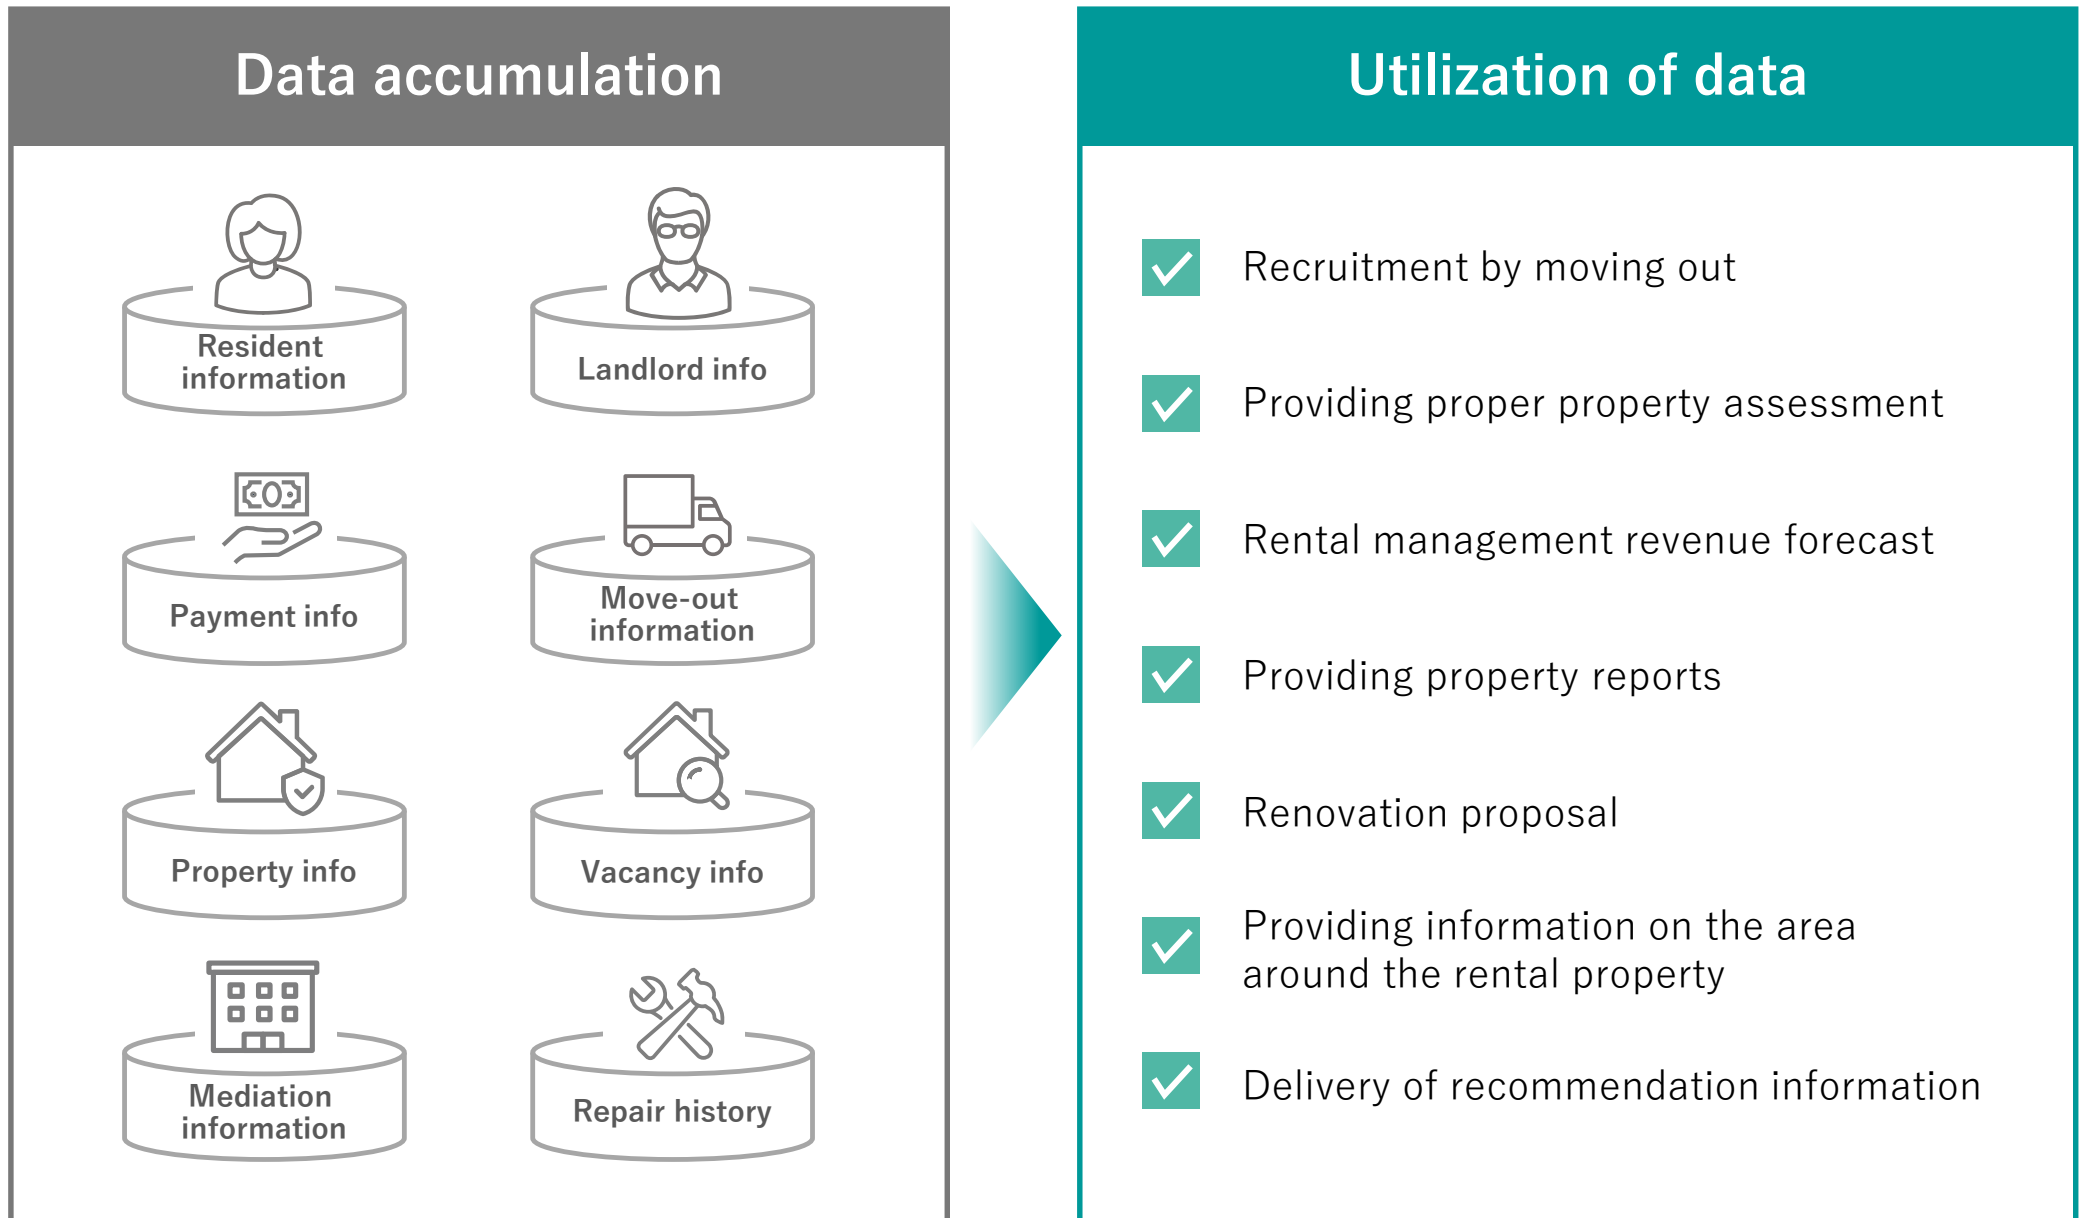 Data accumulation
Resident
information
Landlord info
Payment info
Move-out
information
Property info
Vacancy info
Mediation
information
Repair history
Utilization of data
Recruitment by moving out
Providing proper property assessment
Rental management revenue forecast
Providing property reports
Renovation proposal
Providing information on the area
around the rental property
Delivery of recommendation information